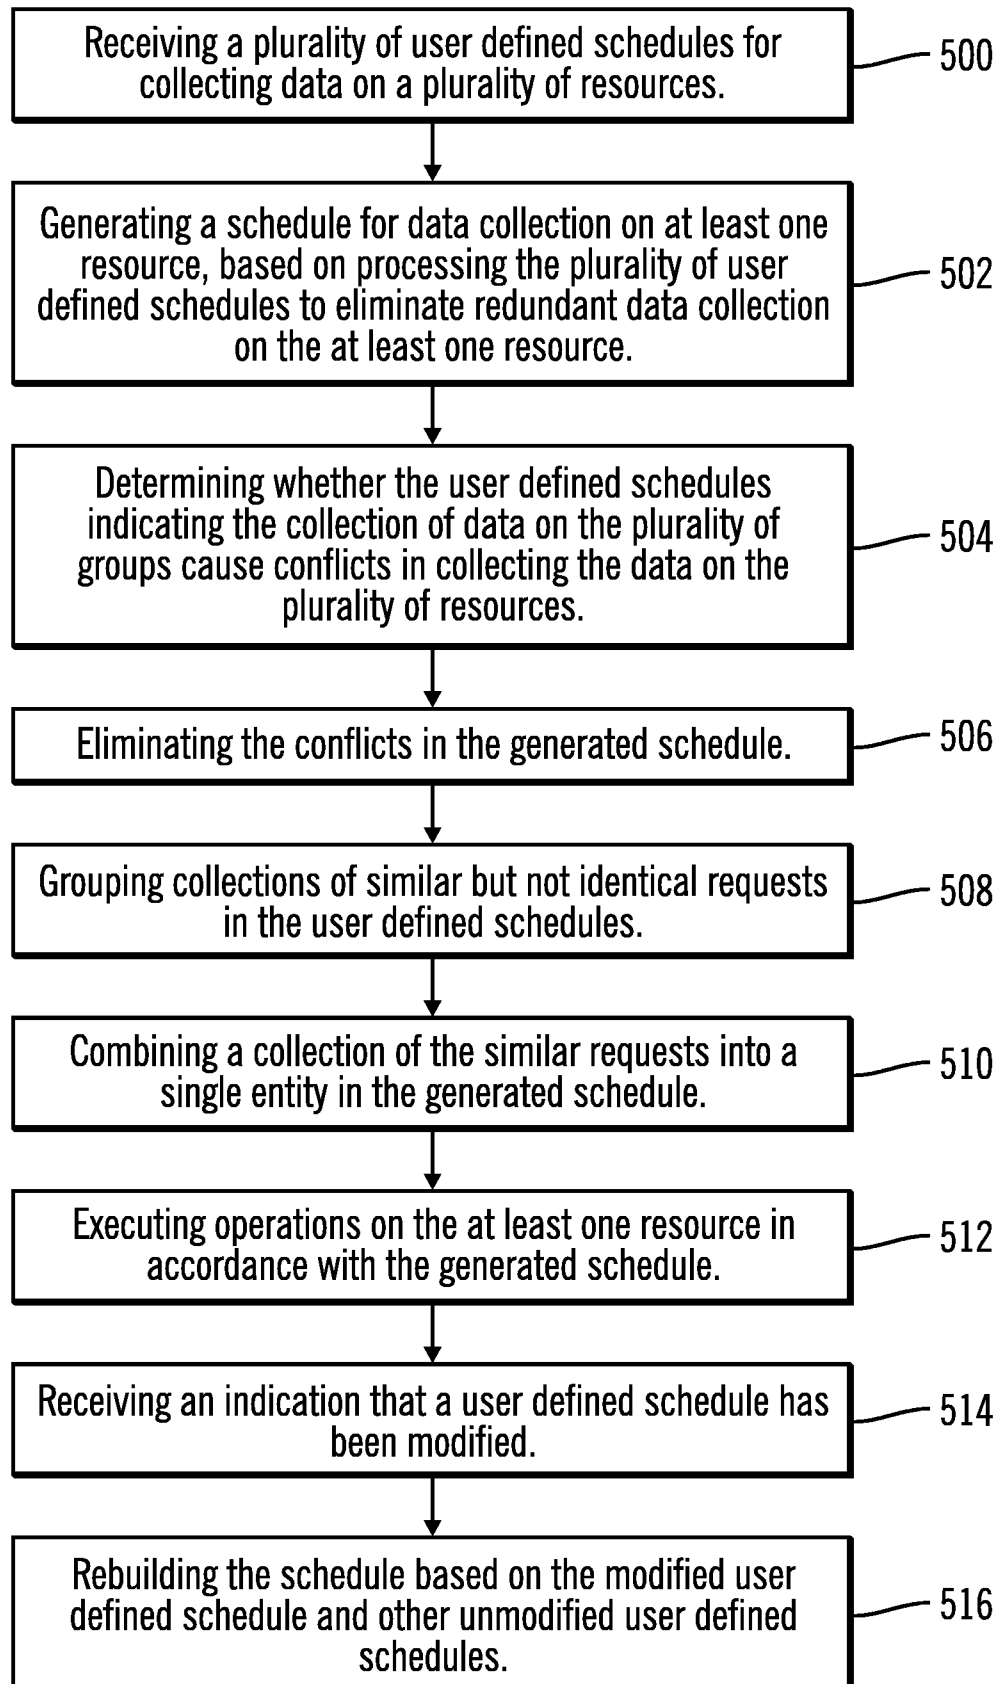 Receiving a plurality of user defined schedules for
collecting data on a plurality of resources.
500
Generating a schedule for data collection on at least one
resource, based on processing the plurality of user
defined schedules to eliminate redundant data collection
on the at least one resource.
502
Determining whether the user defined schedules
indicating the collection of data on the plurality of
groups cause conflicts in collecting the data on the
plurality of resources.
504
Eliminating the conflicts in the generated schedule.
506
Grouping collections of similar but not identical requests
in the user defined schedules.
508
Combining a collection of the similar requests into a
single entity in the generated schedule.
510
Executing operations on the at least one resource in
accordance with the generated schedule.
512
Receiving an indication that a user defined schedule has
been modified.
514
Rebuilding the schedule based on the modified user
defined schedule and other unmodified user defined
schedules.
516